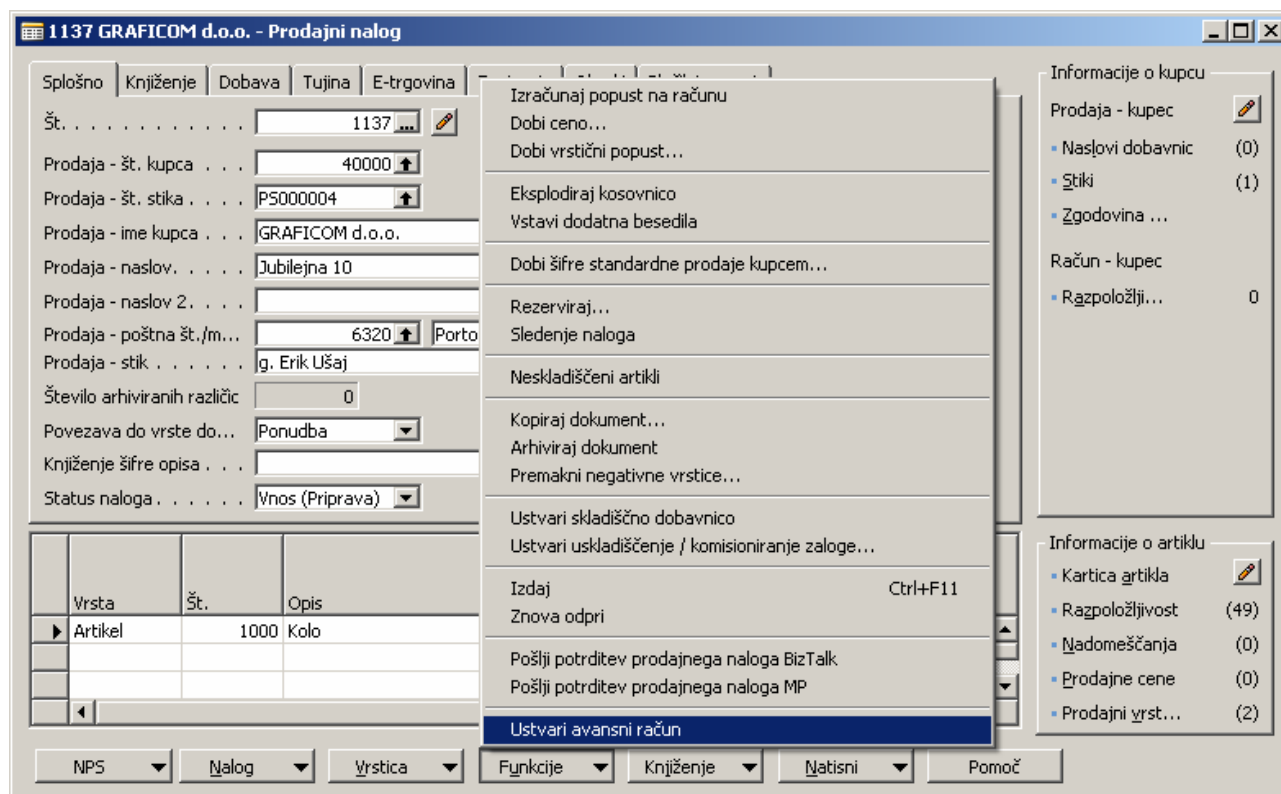 1137 GRAFICOM d.o.o. - Prodajni nalog
Splošno Knjiženje Dobava Tujina E-trgovina
Št. . . . . . . . . . . . . 1137 ...
Prodaja - št. kupca . . . 40000
Prodaja - št. stika . . . . PS000004
Prodaja - ime kupca . . . GRAFICOM d.o.o.
Prodaja - naslov. . . . . Jubilejna 10
Prodaja - naslov 2. . . .
Prodaja - poštna št./m... 6320 Porto
Prodaja - stik . . . . . . g. Erik Ušaj
Število arhiviranih različic 0
Povezava do vrste do... Ponudba
Knjiženje šifre opisa . . .
Status naloga. . . . . . Vnos (Priprava)
Vrsta Št. Opis
Artikel 1000 Kolo
Izračunaj popust na računu
Dobi ceno...
Dobi vrstični popust...
Eksplodiraj kosovnico
Vstavi dodatna besedila
Dobi šifre standardne prodaje kupcem...
Rezerviraj...
Sledenje naloga
Neskladiščeni artikli
Kopiraj dokument...
Arhiviraj dokument
Premakni negativne vrstice...
Ustvari skladiščno dobavnico
Ustvari uskladiščenje / komisioniranje zaloge...
Izdaj Ctrl+F11
Znova odpri
Pošlji potrditev prodajnega naloga BizTalk
Pošlji potrditev prodajnega naloga MP
Ustvari avansni račun
Informacije o kupcu
Prodaja - kupec
Naslovi dobavnic (0)
Stiki (1)
Zgodovina ...
Račun - kupec
Razpoložlji... 0
Informacije o artiklu
Kartica artikla
Razpoložljivost (49)
Nadomeščanja (0)
Prodajne cene (0)
Prodajni vrst... (2)
NPS Nalog Vrstica Funkcije Knjiženje Natisni Pomoč